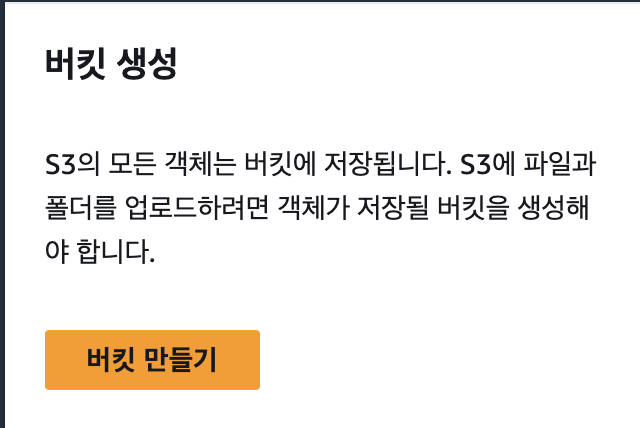 버킷 생성
S3의 모든 객체는 버킷에 저장됩니다. S3에 파일과
폴더를 업로드하려면 객체가 저장될 버킷을 생성해
야 합니다.
버킷 만들기